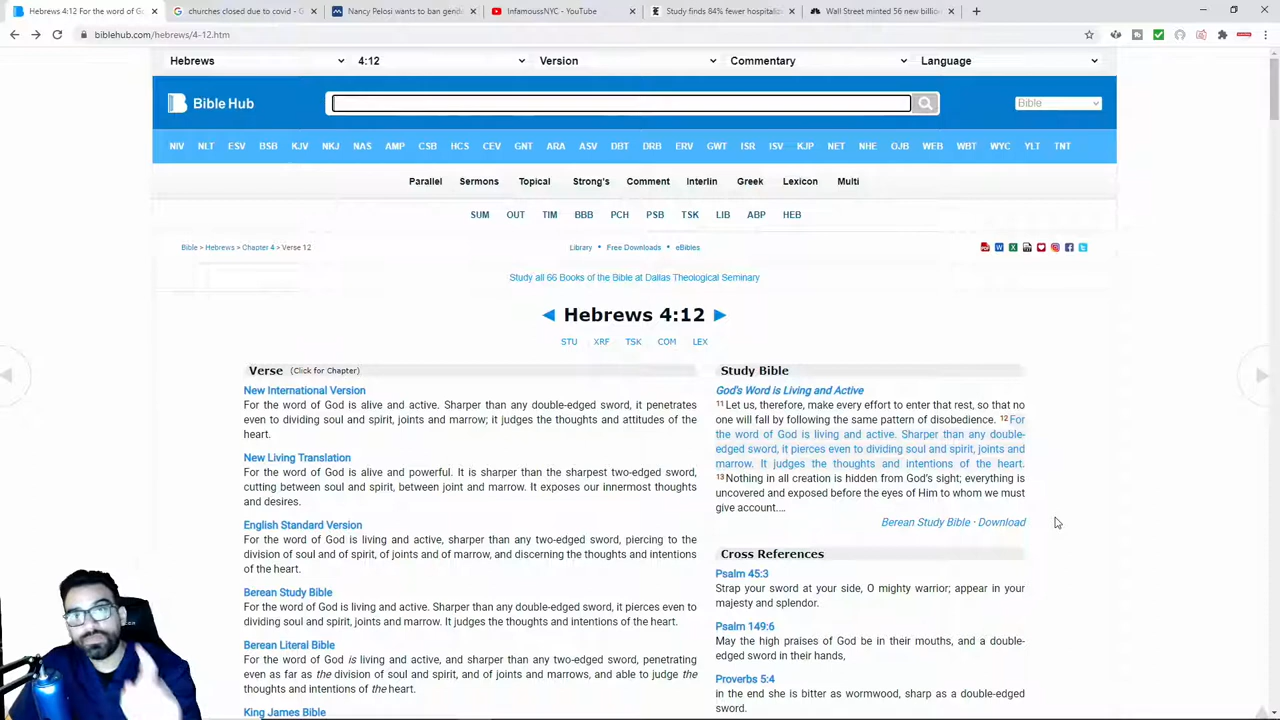 Hebrews 4:12 For the word of G
churches closed due to covid - G
Nancy Pelosi wants to ban gende
InfamoussNYC - YouTube
Study finds 84% fewer hospitaliz
Wall Street minted 56 new billio
biblehub.com/hebrews/4-12.htm
Hebrews 4:12 Version Commentary Language
Bible Hub
Bible
NIV NLT ESV BSB KJV NKJ NAS AMP CSB HCS CEV GNT ARA ASV DBT DRB ERV GWT ISR ISV KJP NET NHE OJB WEB WBT WYC YLT TNT
Parallel Sermons Topical Strong's Comment Interlin Greek Lexicon Multi
SUM OUT TIM BBB PCH PSB TSK LIB ABP HEB
Bible > Hebrews > Chapter 4 > Verse 12
Library • Free Downloads • eBibles
Study all 66 Books of the Bible at Dallas Theological Seminary
◄ Hebrews 4:12 ►
STU XRF TSK COM LEX
Verse (Click for Chapter)
New International Version
For the word of God is alive and active. Sharper than any double-edged sword, it penetrates
even to dividing soul and spirit, joints and marrow; it judges the thoughts and attitudes of the
heart.
New Living Translation
For the word of God is alive and powerful. It is sharper than the sharpest two-edged sword,
cutting between soul and spirit, between joint and marrow. It exposes our innermost thoughts
and desires.
English Standard Version
For the word of God is living and active, sharper than any two-edged sword, piercing to the
division of soul and of spirit, of joints and of marrow, and discerning the thoughts and intentions
of the heart.
Berean Study Bible
For the word of God is living and active. Sharper than any double-edged sword, it pierces even to
dividing soul and spirit, joints and marrow. It judges the thoughts and intentions of the heart.
Berean Literal Bible
For the word of God is living and active, and sharper than any two-edged sword, penetrating
even as far as the division of soul and spirit, and of joints and marrows, and able to judge the
thoughts and intentions of the heart.
King James Bible
Study Bible
God's Word is Living and Active
11Let us, therefore, make every effort to enter that rest, so that no
one will fall by following the same pattern of disobedience. 12For
the word of God is living and active. Sharper than any double-
edged sword, it pierces even to dividing soul and spirit, joints and
marrow. It judges the thoughts and intentions of the heart.
13Nothing in all creation is hidden from God's sight; everything is
uncovered and exposed before the eyes of Him to whom we must
give account.…
Berean Study Bible · Download
Cross References
Psalm 45:3
Strap your sword at your side, O mighty warrior; appear in your
majesty and splendor.
Psalm 149:6
May the high praises of God be in their mouths, and a double-
edged sword in their hands,
Proverbs 5:4
in the end she is bitter as wormwood, sharp as a double-edged
sword.